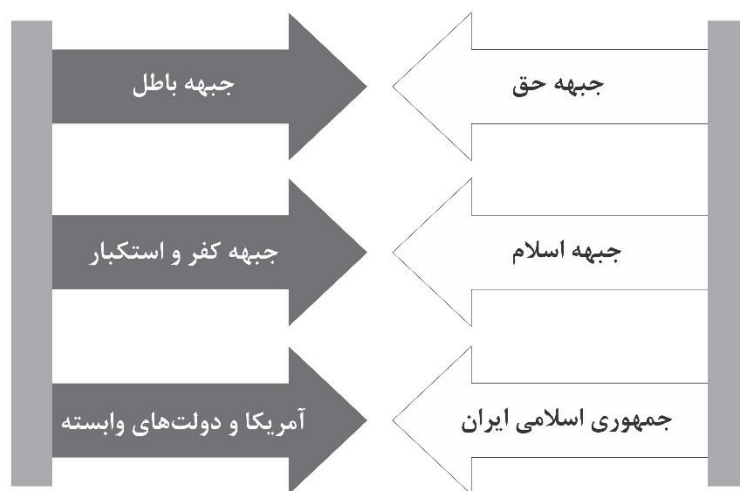 جبهه حق
جبهه باطل
جبهه اسلام
جبهه کفر و استکبار
جمهوری اسلامی ایران
آمریکا و دولت‌های وابسته